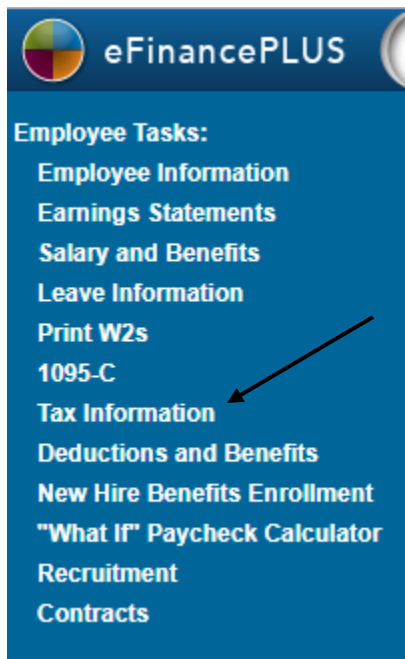 eFinancePLUS
Employee Tasks:
Employee Information
Earnings Statements
Salary and Benefits
Leave Information
Print W2s
1095-C
Tax Information
Deductions and Benefits
New Hire Benefits Enrollment
"What If" Paycheck Calculator
Recruitment
Contracts